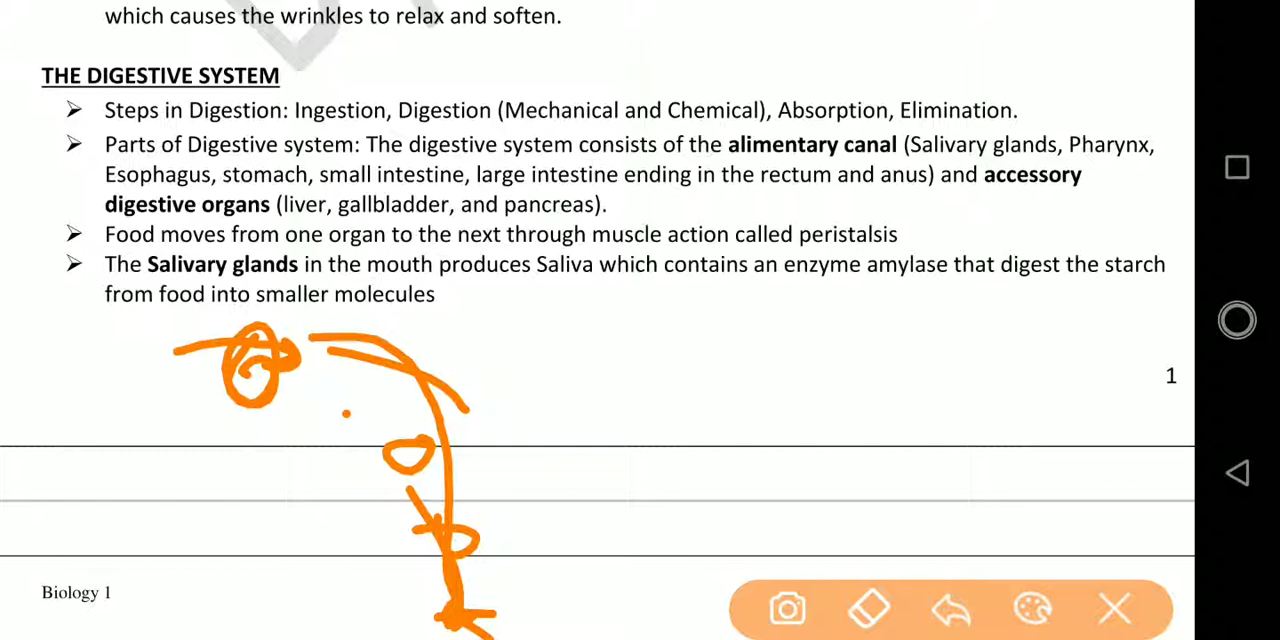 which causes the wrinkles to relax and soften.
THE DIGESTIVE SYSTEM
➢ Steps in Digestion: Ingestion, Digestion (Mechanical and Chemical), Absorption, Elimination.
➢ Parts of Digestive system: The digestive system consists of the alimentary canal (Salivary glands, Pharynx,
Esophagus, stomach, small intestine, large intestine ending in the rectum and anus) and accessory
digestive organs (liver, gallbladder, and pancreas).
➢ Food moves from one organ to the next through muscle action called peristalsis
➢ The Salivary glands in the mouth produces Saliva which contains an enzyme amylase that digest the starch
from food into smaller molecules
1
Biology 1